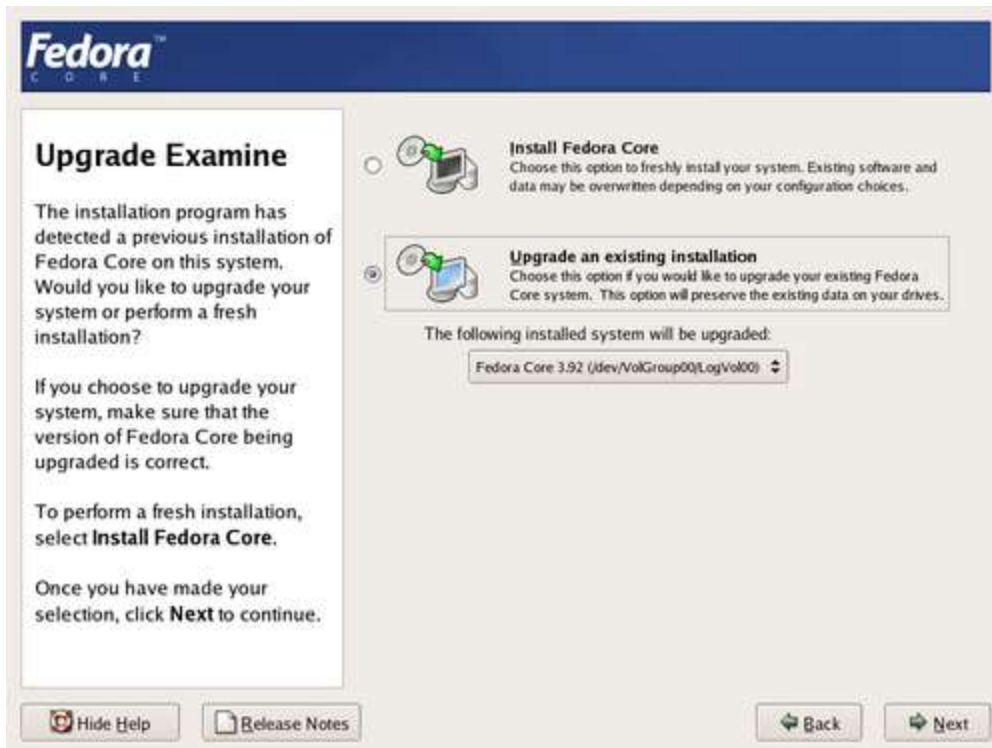 Fedora™
CORE
Upgrade Examine
The installation program has
detected a previous installation of
Fedora Core on this system.
Would you like to upgrade your
system or perform a fresh
installation?
If you choose to upgrade your
system, make sure that the
version of Fedora Core being
upgraded is correct.
To perform a fresh installation,
select Install Fedora Core.
Once you have made your
selection, click Next to continue.
Install Fedora Core
Choose this option to freshly install your system. Existing software and
data may be overwritten depending on your configuration choices.
Upgrade an existing installation
Choose this option if you would like to upgrade your existing Fedora
Core system. This option will preserve the existing data on your drives.
The following installed system will be upgraded:
Fedora Core 3.92 (/dev/VolGroup00/LogVol00)
Hide Help
Release Notes
Back
Next